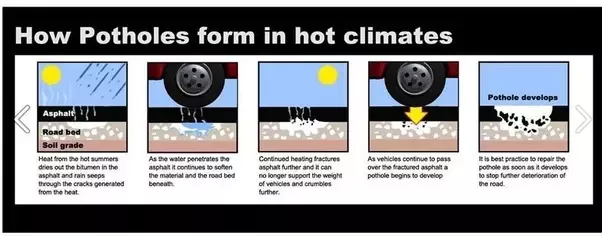 How Potholes form in hot climates
Asphalt
Road bed
Soil grade
Heat from the hot summers
dries out the bitumen in the
asphalt and rain seeps
through the cracks generated
from the heat.
As the water penetrates the
asphalt it continues to soften
the material and the road bed
beneath.
Continued heating fractures
asphalt further and it can
no longer support the weight
of vehicles and crumbles
further.
As vehicles continue to pass
over the fractured asphalt a
pothole begins to develop
Pothole develops
It is best practice to repair the
pothole as soon as it develops
to stop further deterioration of
the road.